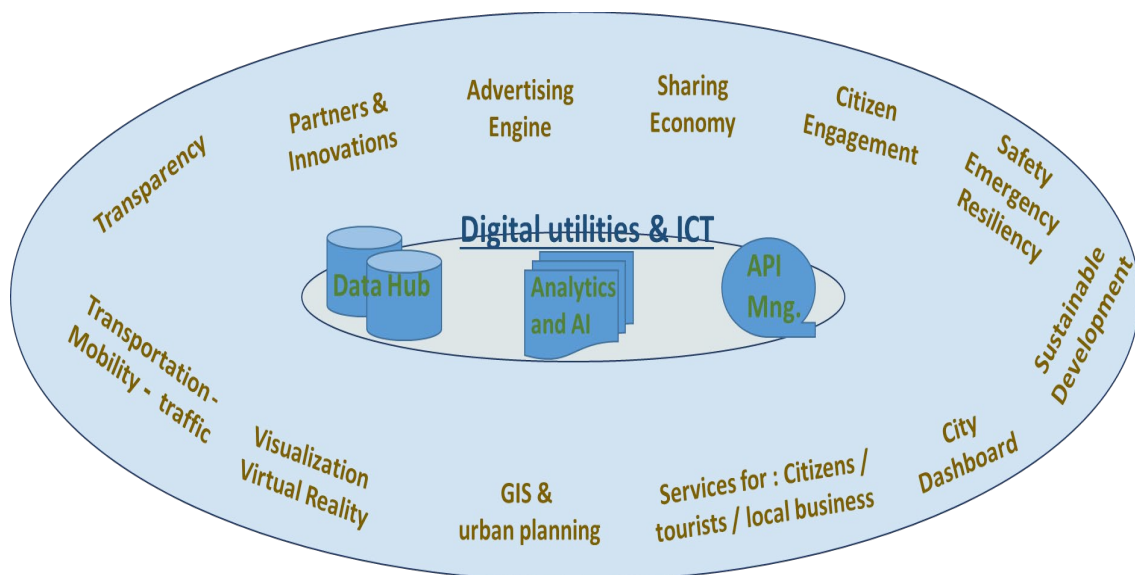 Transparency
Partners &
Innovations
Advertising
Engine
Sharing
Economy
Citizen
Engagement
Safety
Emergency
Resiliency
Digital utilities & ICT
Data Hub
Analytics
and AI
API
Mng.
Sustainable
Development
Transportation -
Mobility - traffic
Visualization
Virtual Reality
GIS &
urban planning
Services for : Citizens /
tourists / local business
City
Dashboard